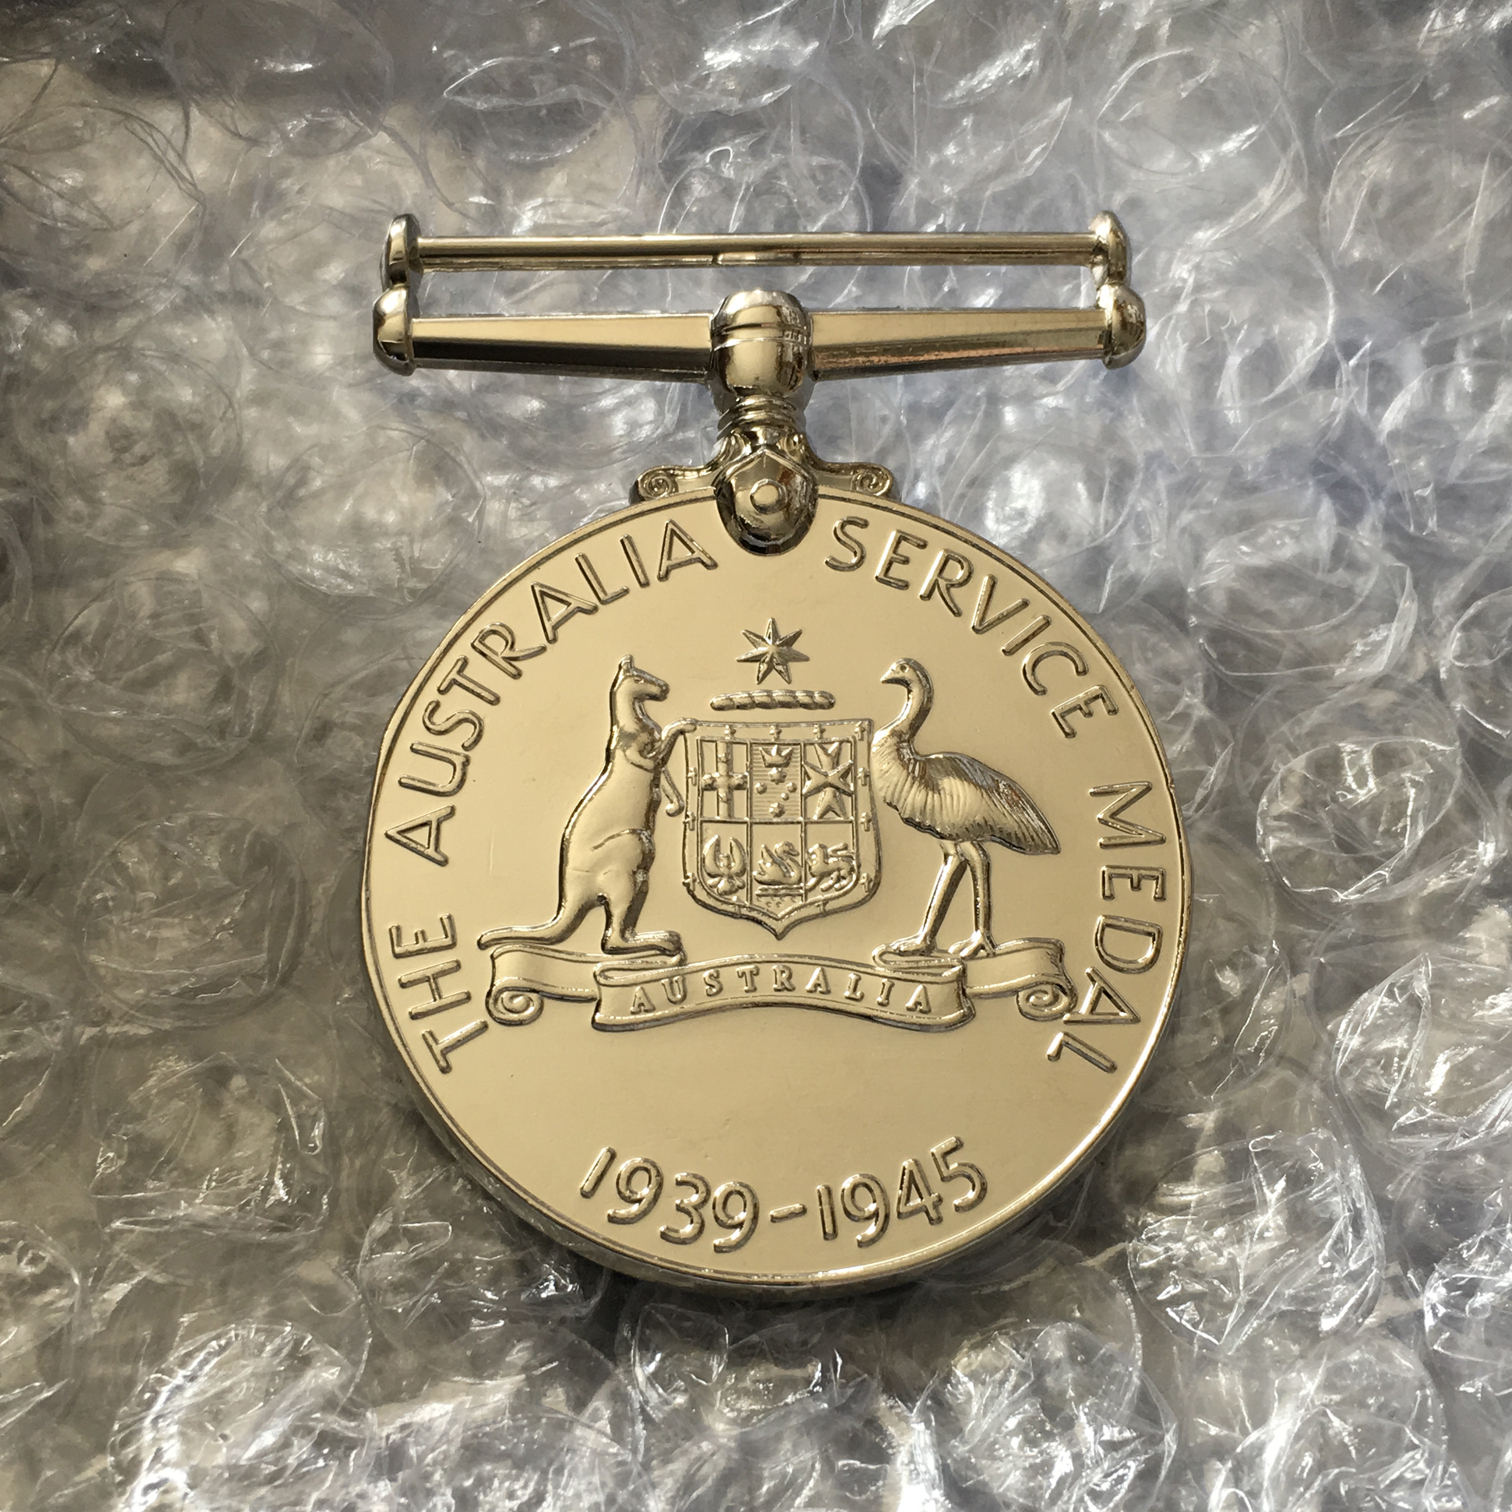 THE AUSTRALIA SERVICE MEDAL
AUSTRALIA
1939-1945